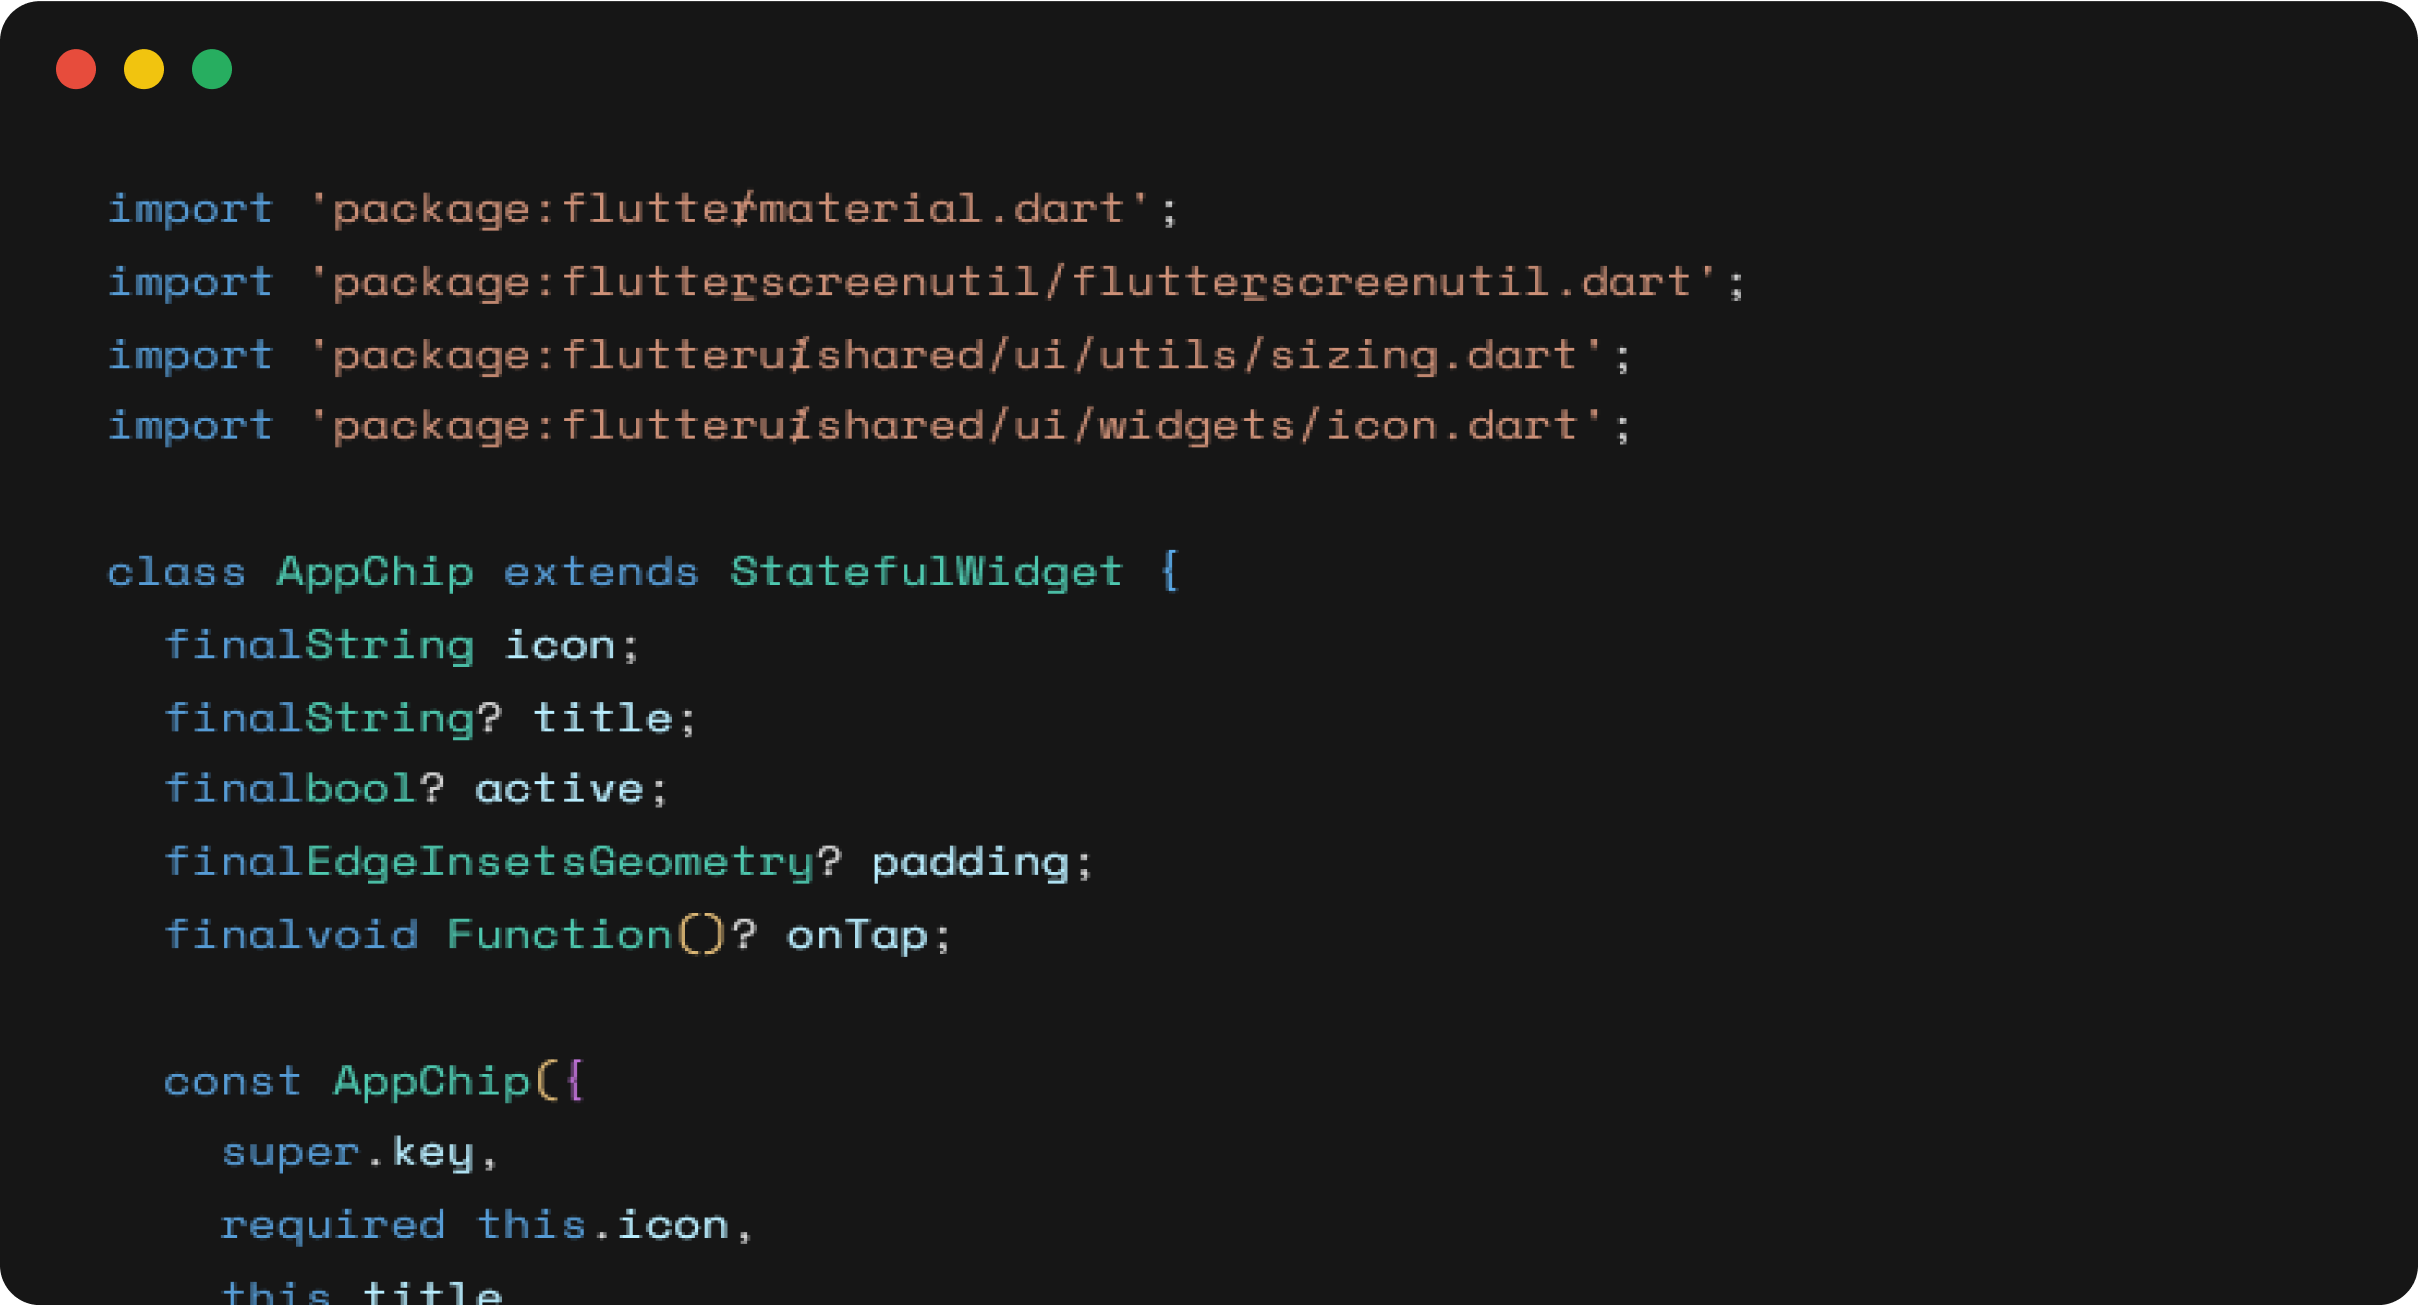 import 'package:flutter/material.dart';
import 'package:flutter_screenutil/flutter_screenutil.dart';
import 'package:flutterui/shared/ui/utils/sizing.dart';
import 'package:flutterui/shared/ui/widgets/icon.dart';
class AppChip extends StatefulWidget {
finalString icon;
finalString? title;
finalbool? active;
finalEdgeInsetsGeometry? padding;
finalvoid Function()? onTap;
const AppChip({
super.key,
required this.icon,
this.title